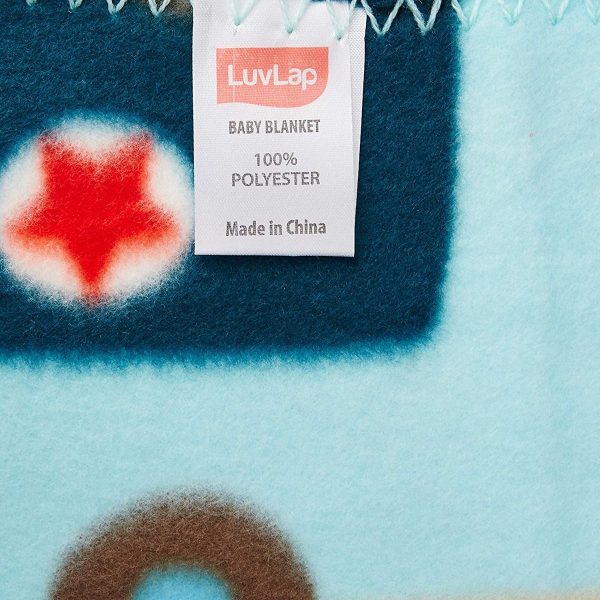 LuvLap
BABY BLANKET
100%
POLYESTER
Made in China